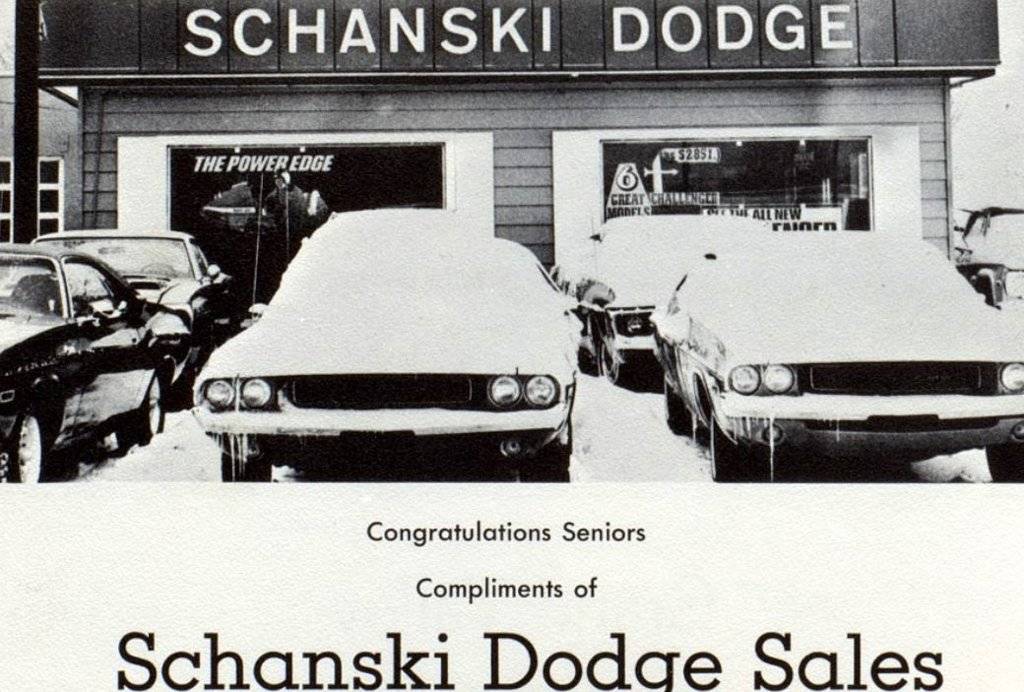 SCHANSKI DODGE
THE POWER EDGE
$2851.
6
GREAT CHALLENGER
MODELS
THE ALL NEW
Congratulations Seniors
Compliments of
Schanski Dodge Sales